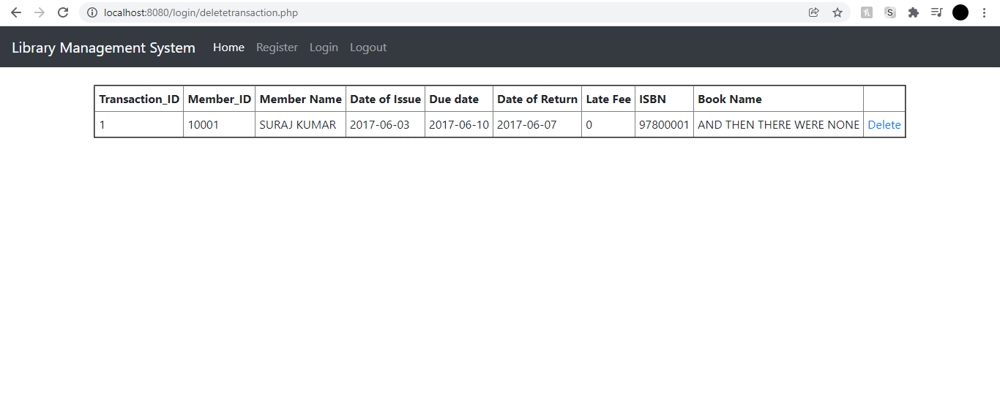 localhost:8080/login/deletetransaction.php
S
Library Management System Home Register Login Logout
Transaction_ID Member_ID Member Name Date of Issue Due date Date of Return Late Fee ISBN Book Name
1 10001 SURAJ KUMAR 2017-06-03 2017-06-10 2017-06-07 0 97800001 AND THEN THERE WERE NONE Delete